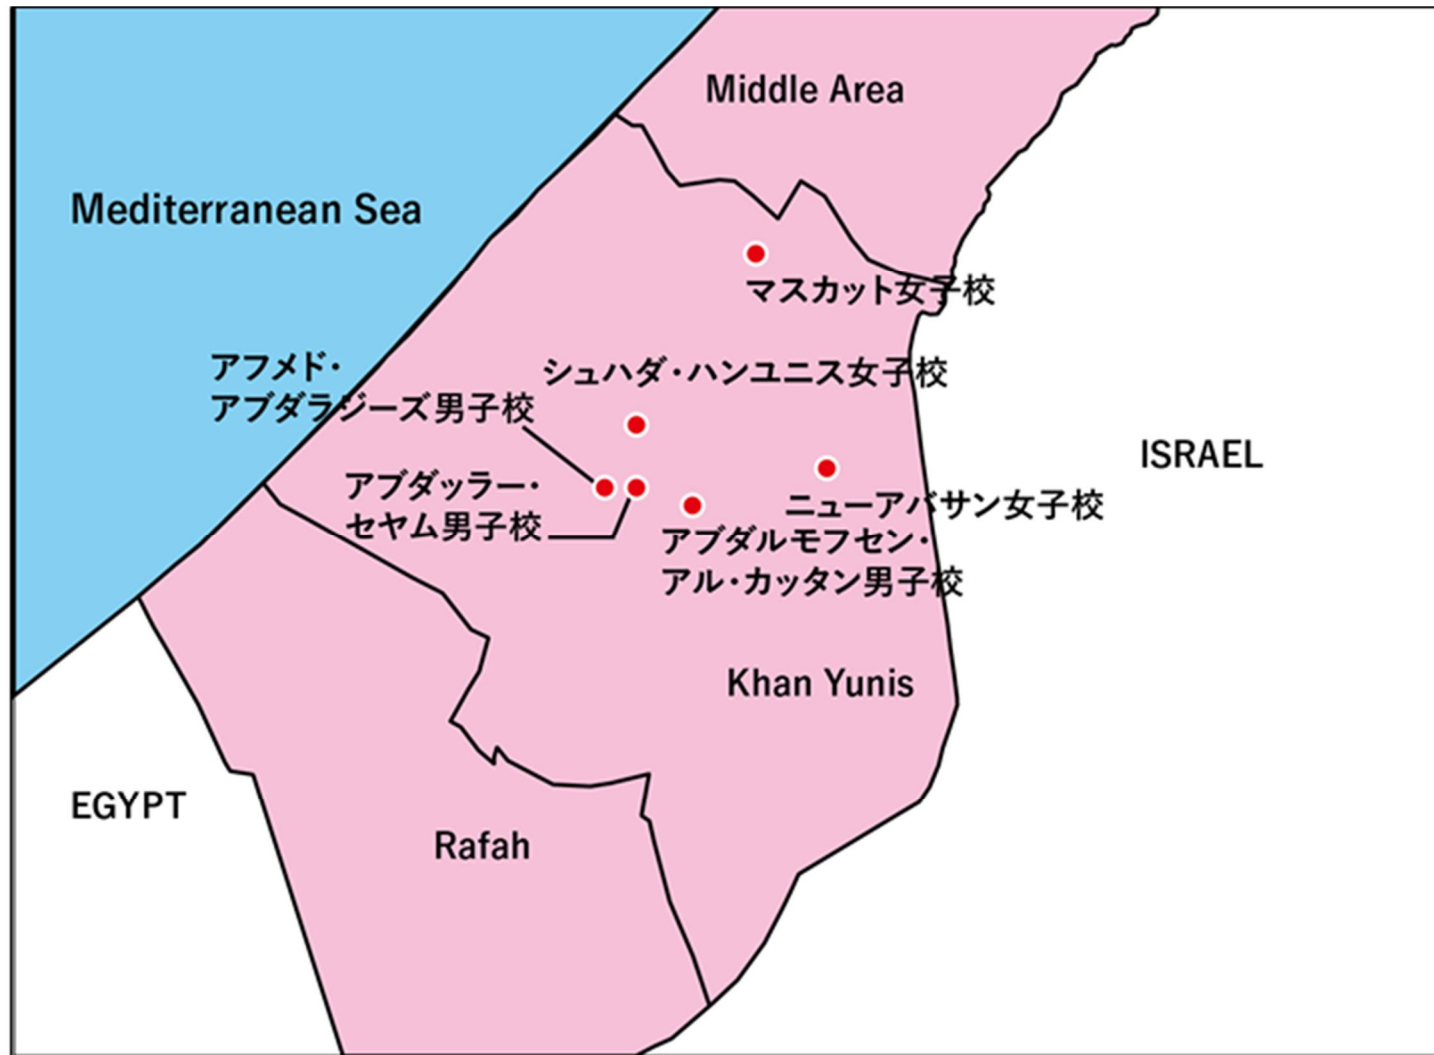 Middle Area
Mediterranean Sea
マスカット女子校
アフメド・
アブダラジーズ男子校
シュハダ・ハンユニス女子校
ISRAEL
アブダッラー・
セヤム男子校
ニューアバサン女子校
アブダルモフセン・
アル・カッタン男子校
Khan Yunis
EGYPT
Rafah